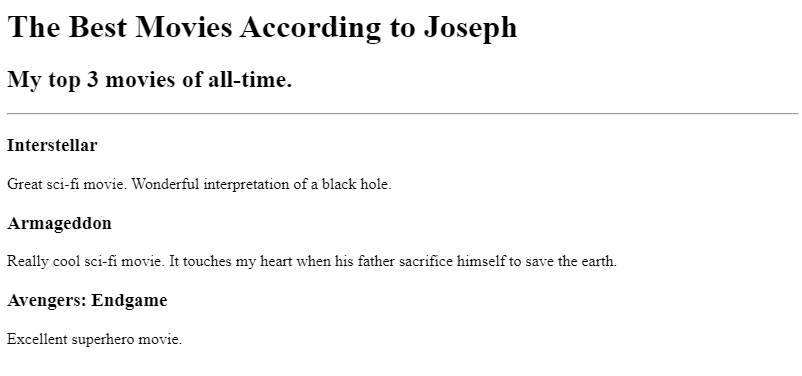 The Best Movies According to Joseph
My top 3 movies of all-time.
Interstellar
Great sci-fi movie. Wonderful interpretation of a black hole.
Armageddon
Really cool sci-fi movie. It touches my heart when his father sacrifice himself to save the earth.
Avengers: Endgame
Excellent superhero movie.